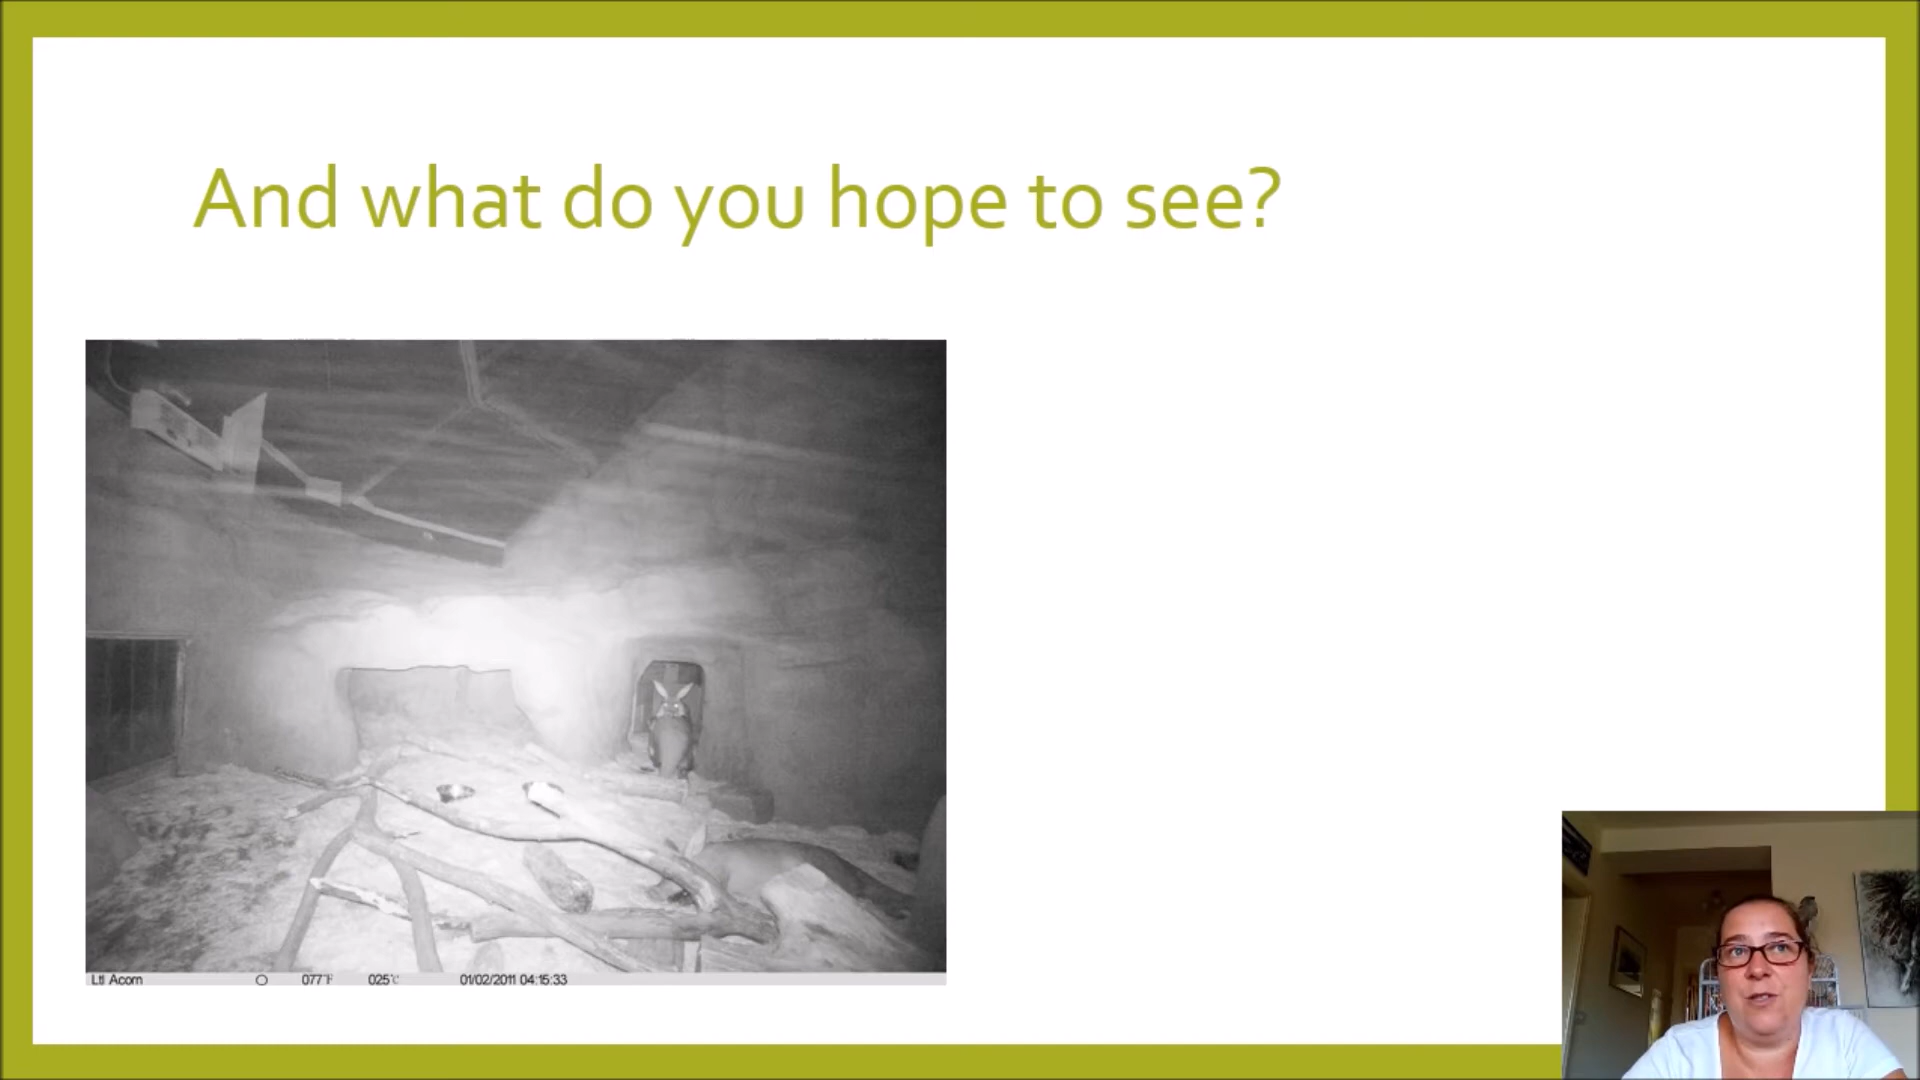 And what do you hope to see?
Ltl Acorn 077°F 025°C 01/02/2011 04:15:33